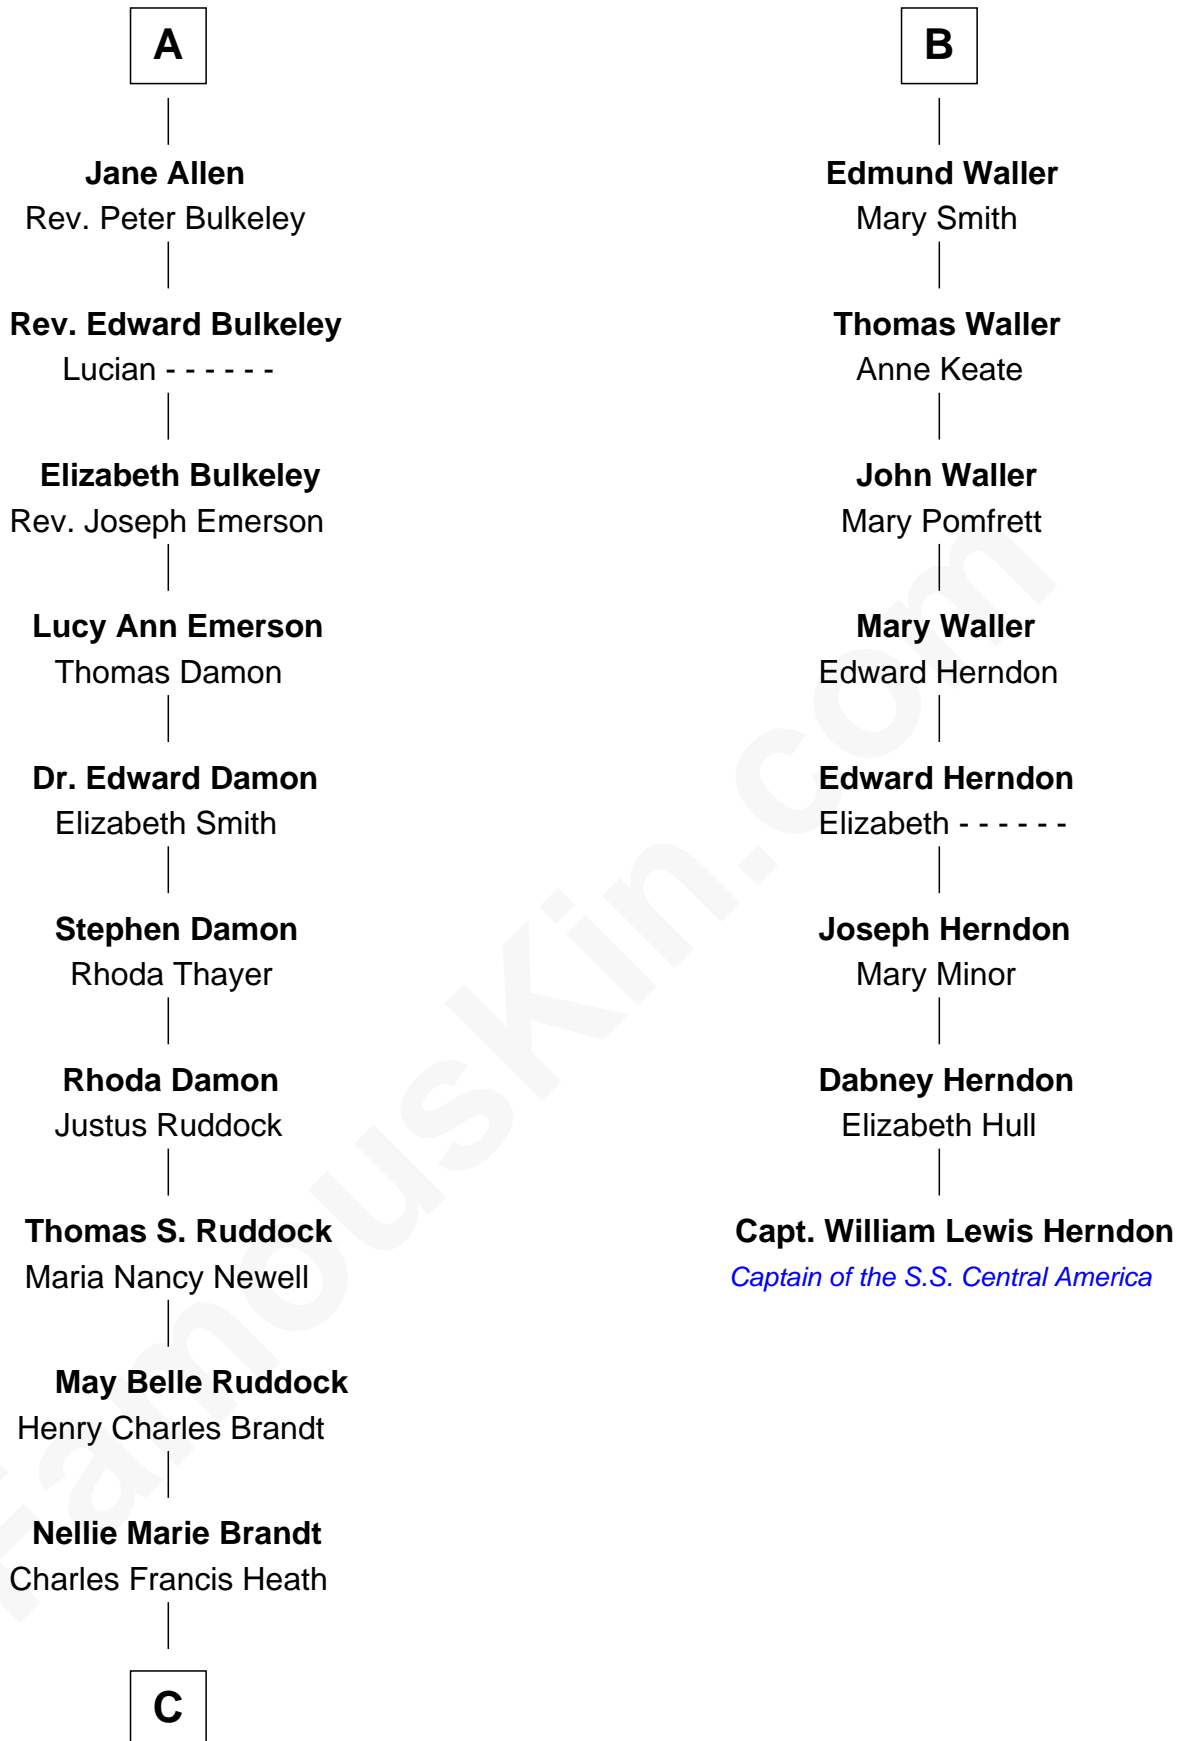 A
Jane Allen
Rev. Peter Bulkeley
Rev. Edward Bulkeley
Lucian - - - - - -
Elizabeth Bulkeley
Rev. Joseph Emerson
Lucy Ann Emerson
Thomas Damon
Dr. Edward Damon
Elizabeth Smith
Stephen Damon
Rhoda Thayer
Rhoda Damon
Justus Ruddock
Thomas S. Ruddock
Maria Nancy Newell
May Belle Ruddock
Henry Charles Brandt
Nellie Marie Brandt
Charles Francis Heath
C
B
Edmund Waller
Mary Smith
Thomas Waller
Anne Keate
John Waller
Mary Pomfrett
Mary Waller
Edward Herndon
Edward Herndon
Elizabeth - - - - - -
Joseph Herndon
Mary Minor
Dabney Herndon
Elizabeth Hull
Capt. William Lewis Herndon
Captain of the S.S. Central America
FamousKin.com